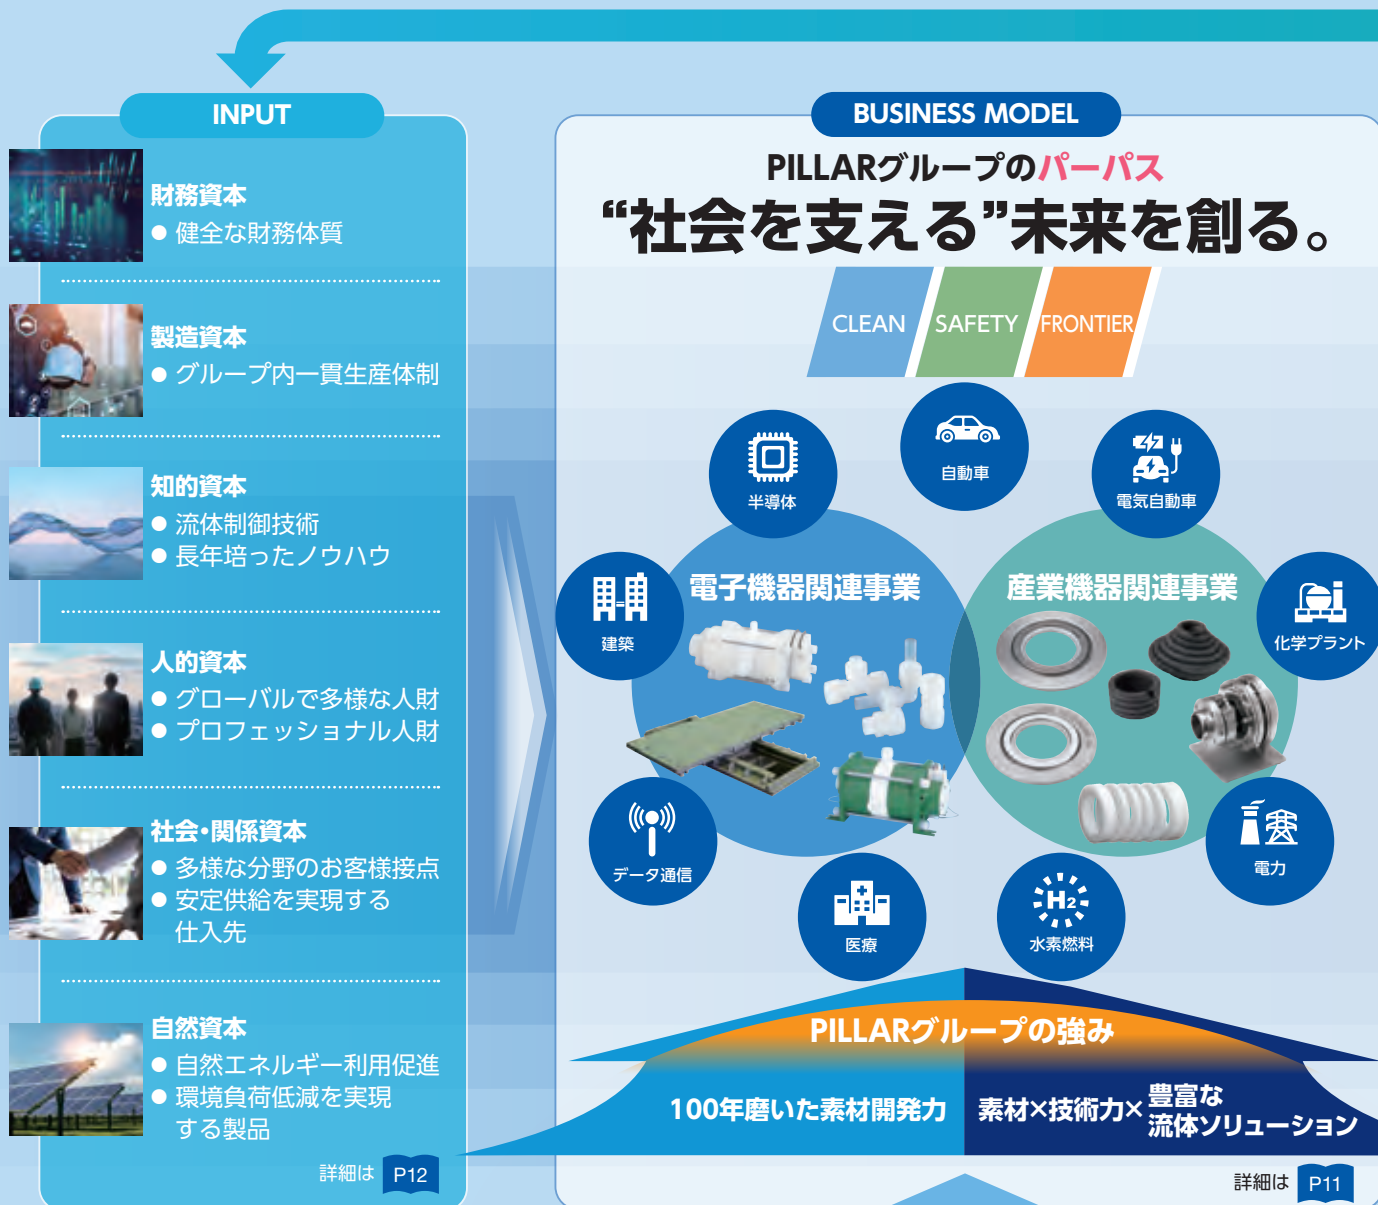 INPUT
財務資本
● 健全な財務体質
製造資本
● グループ内一貫生産体制
知的資本
● 流体制御技術
● 長年培ったノウハウ
人的資本
● グローバルで多様な人財
● プロフェッショナル人財
社会・関係資本
● 多様な分野のお客様接点
● 安定供給を実現する
仕入先
自然資本
● 自然エネルギー利用促進
● 環境負荷低減を実現
する製品
詳細は P12
BUSINESS MODEL
PILLARグループのパーパス
“社会を支える”未来を創る。
CLEAN SAFETY FRONTIER
自動車
半導体
電気自動車
電子機器関連事業
産業機器関連事業
建築
化学プラント
データ通信
電力
医療
水素燃料
H2
PILLARグループの強み
100年磨いた素材開発力
素材×技術力×豊富な
流体ソリューション
詳細は P11